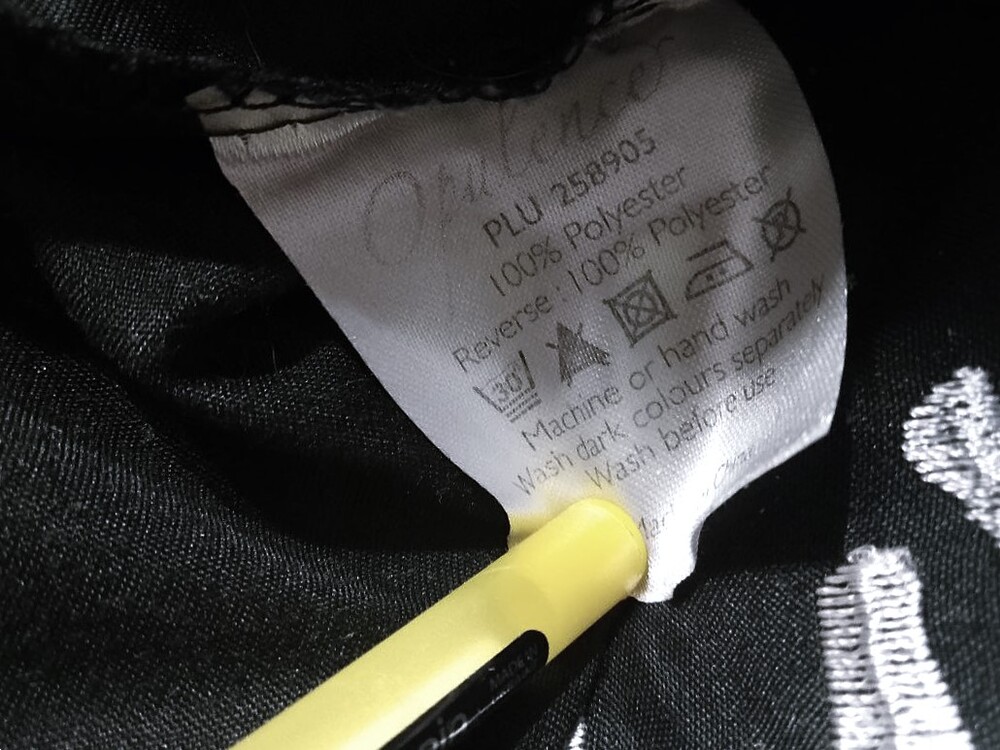 Opulence
PLU 258905
100% Polyester
Reverse : 100% Polyester
30°
Machine or hand wash
Wash dark colours separately
Wash before use
China